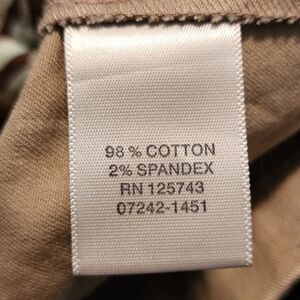 98 % COTTON
2% SPANDEX
RN 125743
07242-1451